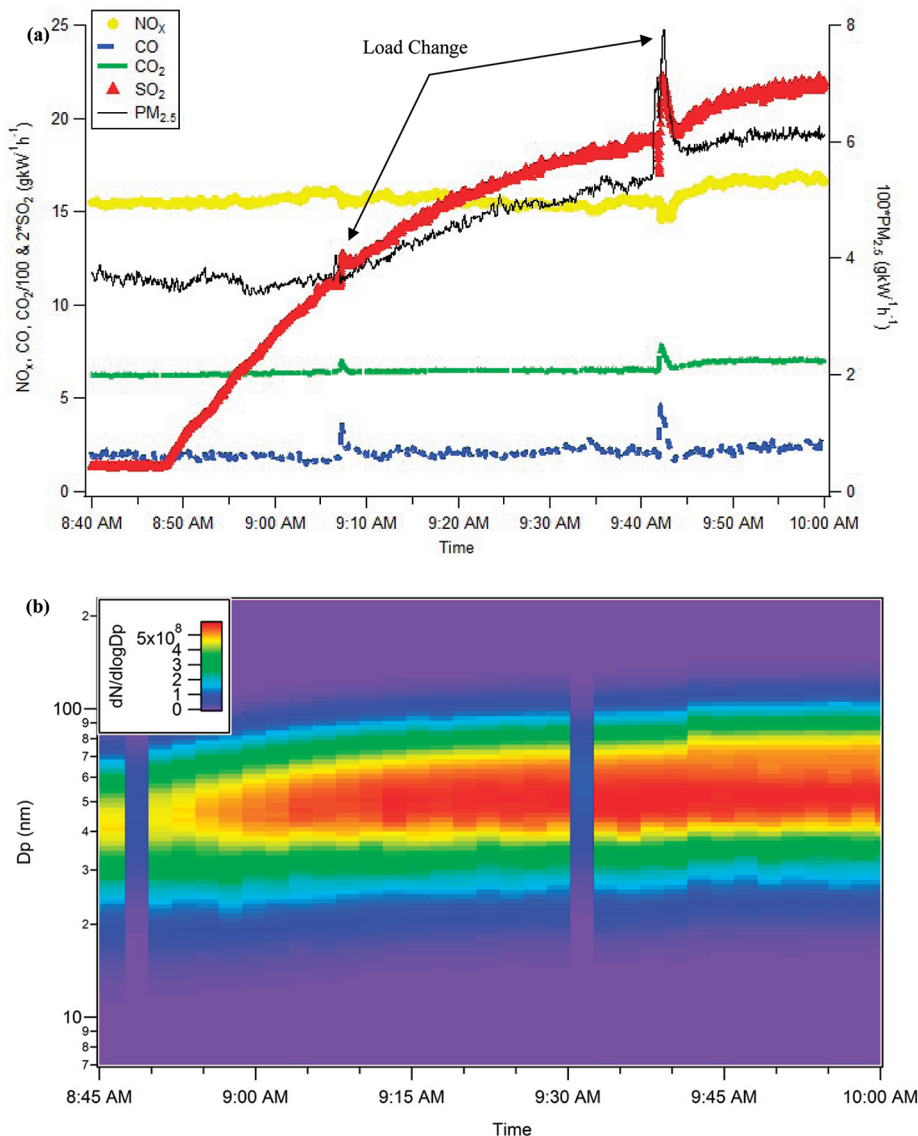 (a)
NOX
CO
CO2
SO2
PM2.5
Load Change
25
20
15
10
5
0
NOx, CO, CO2/100 & 2*SO2 (gkW-1h-1)
8
6
4
2
0
100*PM2.5 (gkW-1h-1)
8:40 AM 8:50 AM 9:00 AM 9:10 AM 9:20 AM 9:30 AM 9:40 AM 9:50 AM 10:00 AM
Time
(b)
dN/dlogDp
5x10^8
4
3
2
1
0
2
100
9
8
7
6
5
4
3
2
10
9
8
7
Dp (nm)
8:45 AM 9:00 AM 9:15 AM 9:30 AM 9:45 AM 10:00 AM
Time